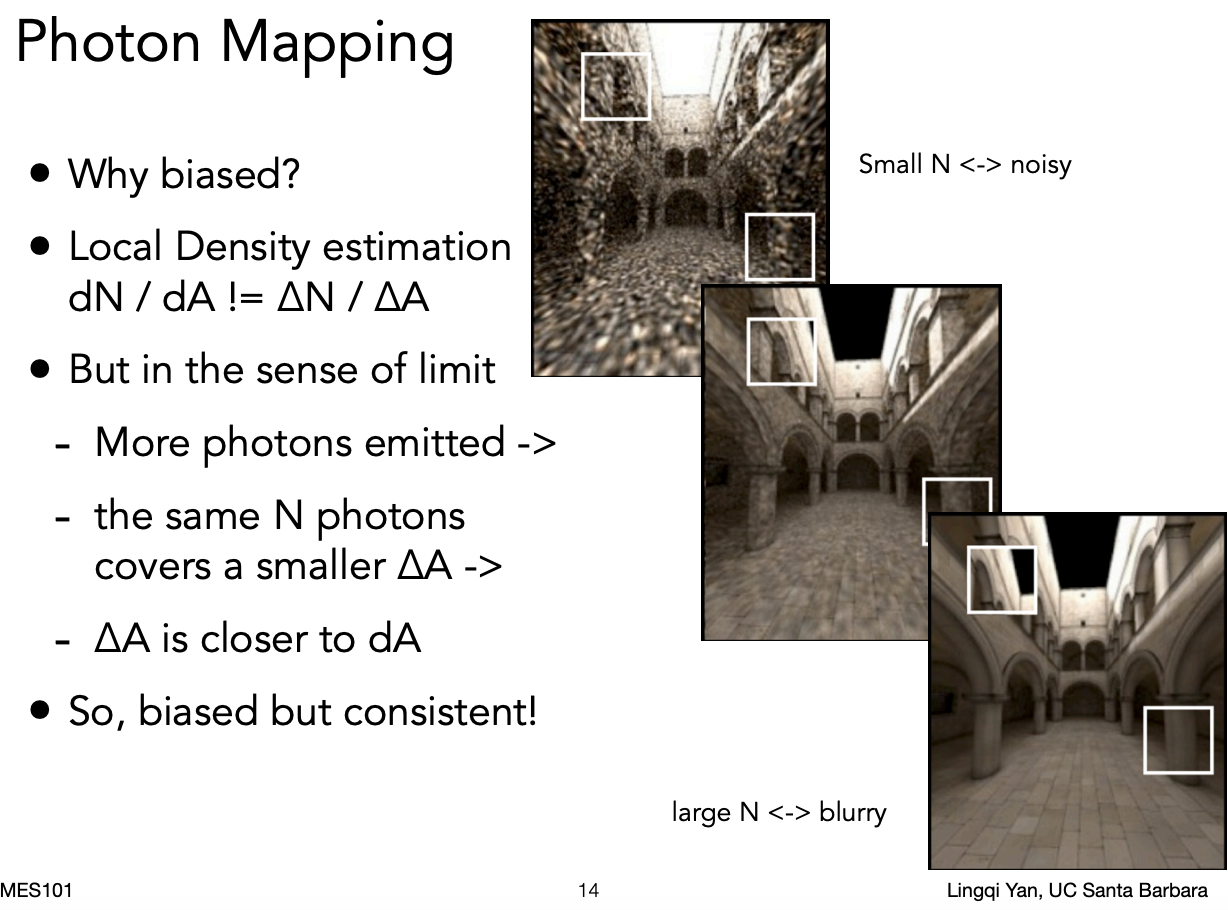 Photon Mapping
Small N <-> noisy
• Why biased?
• Local Density estimation
dN / dA != ΔN / ΔA
• But in the sense of limit
- More photons emitted ->
- the same N photons
covers a smaller ΔA ->
- ΔA is closer to dA
• So, biased but consistent!
large N <-> blurry
MES101
14
Lingqi Yan, UC Santa Barbara